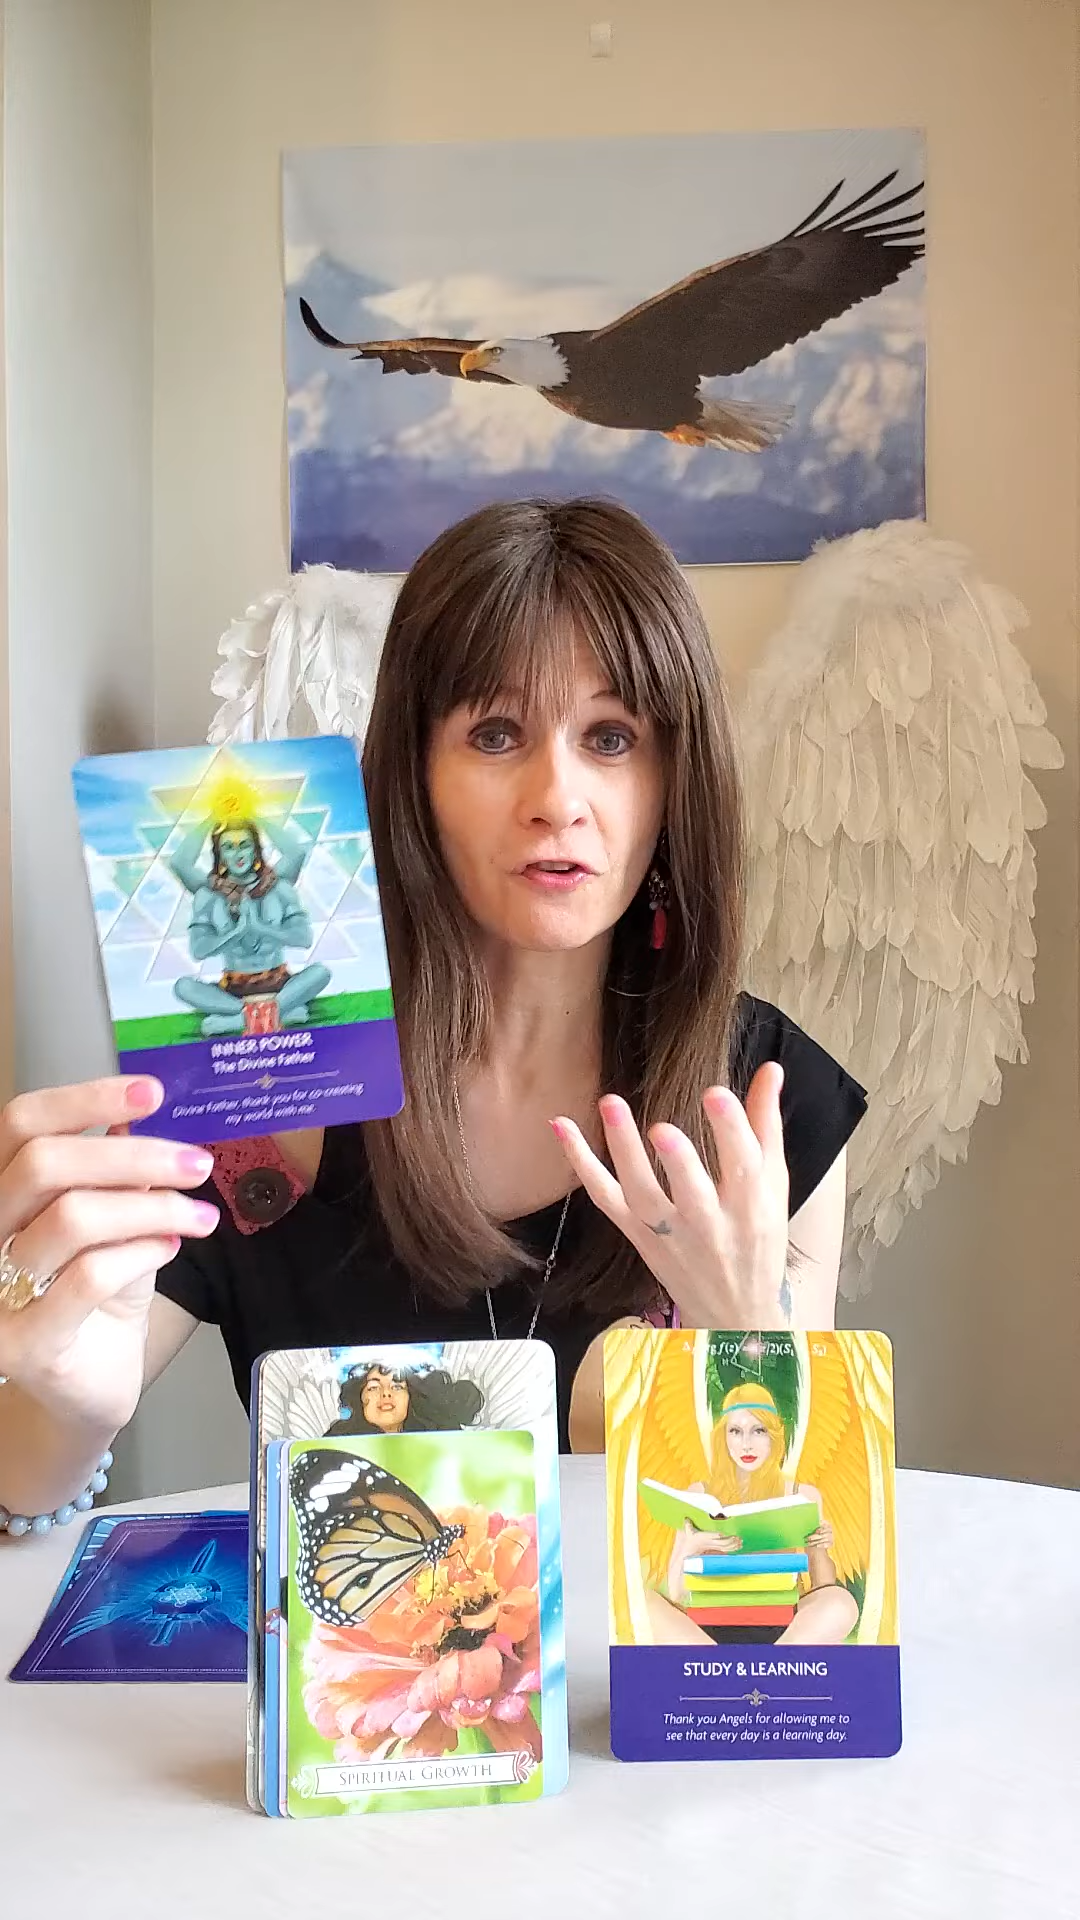 INNER POWER
The Divine Father
Divine Father, thank you for co-creating
my world with me.
SPIRITUAL GROWTH
STUDY & LEARNING
Thank you Angels for allowing me to
see that every day is a learning day.